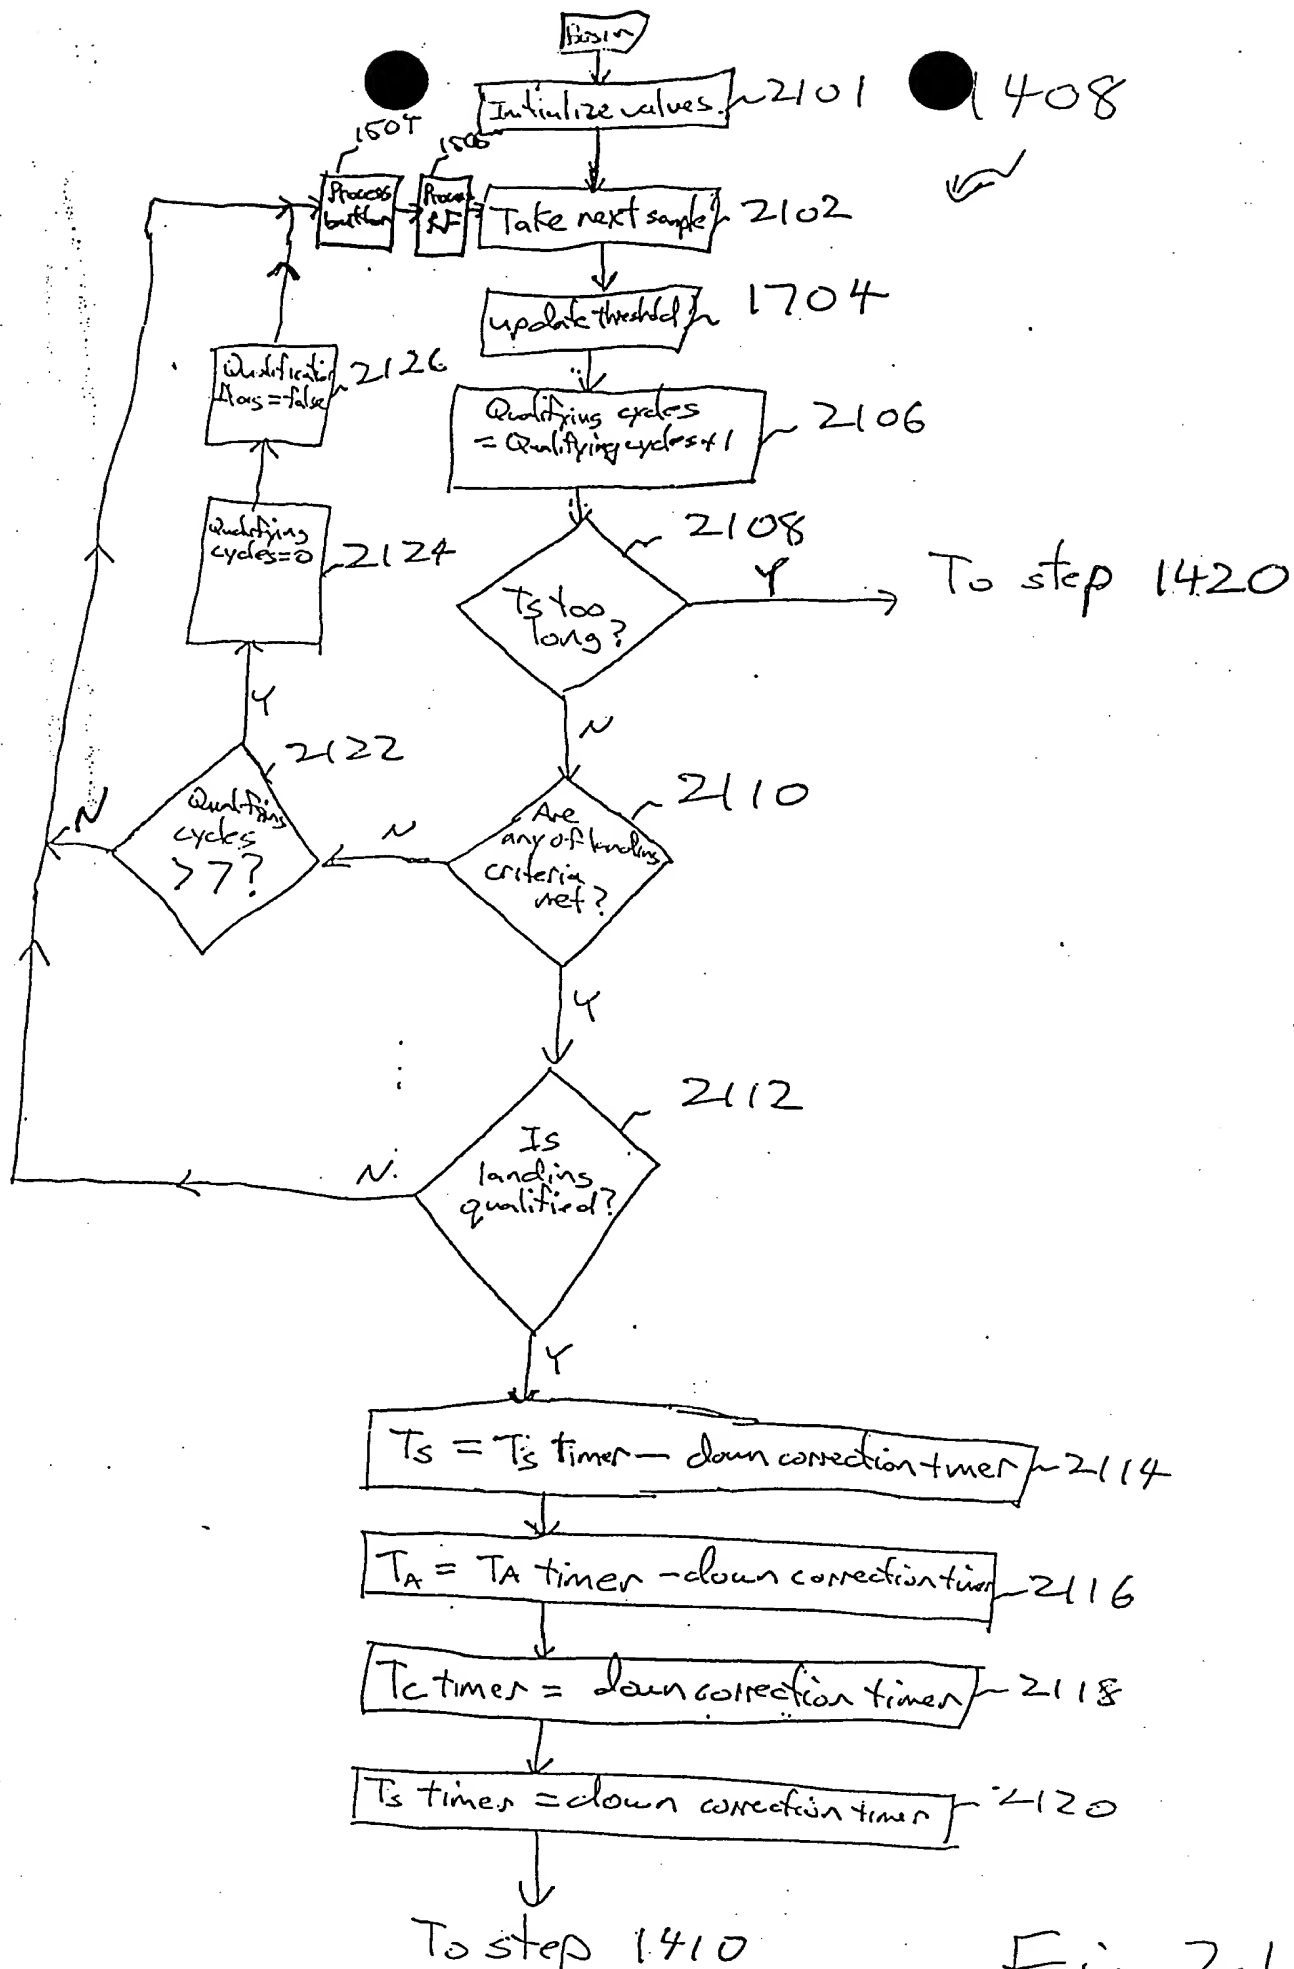 Begin
Initialize values
2101
1408
1504
1506
Process
button
Process
RF
Take next sample
2102
update threshold
1704
Qualification
flags = false
2126
Qualifying cycles
= Qualifying cycles + 1
2106
Qualifying
cycles = 0
2124
2108
Ts too
long?
Y
To step 1420
N
Y
2122
Qualifying
cycles
> 7?
N
N
2110
Are
any of landing
criteria
met?
Y
2112
Is
landing
qualified?
N
Y
Ts = Ts timer - down correction timer
2114
TA = TA timer - down correction timer
2116
Tc timer = down correction timer
2118
Ts timer = down correction timer
2120
To step 1410
Fig 21